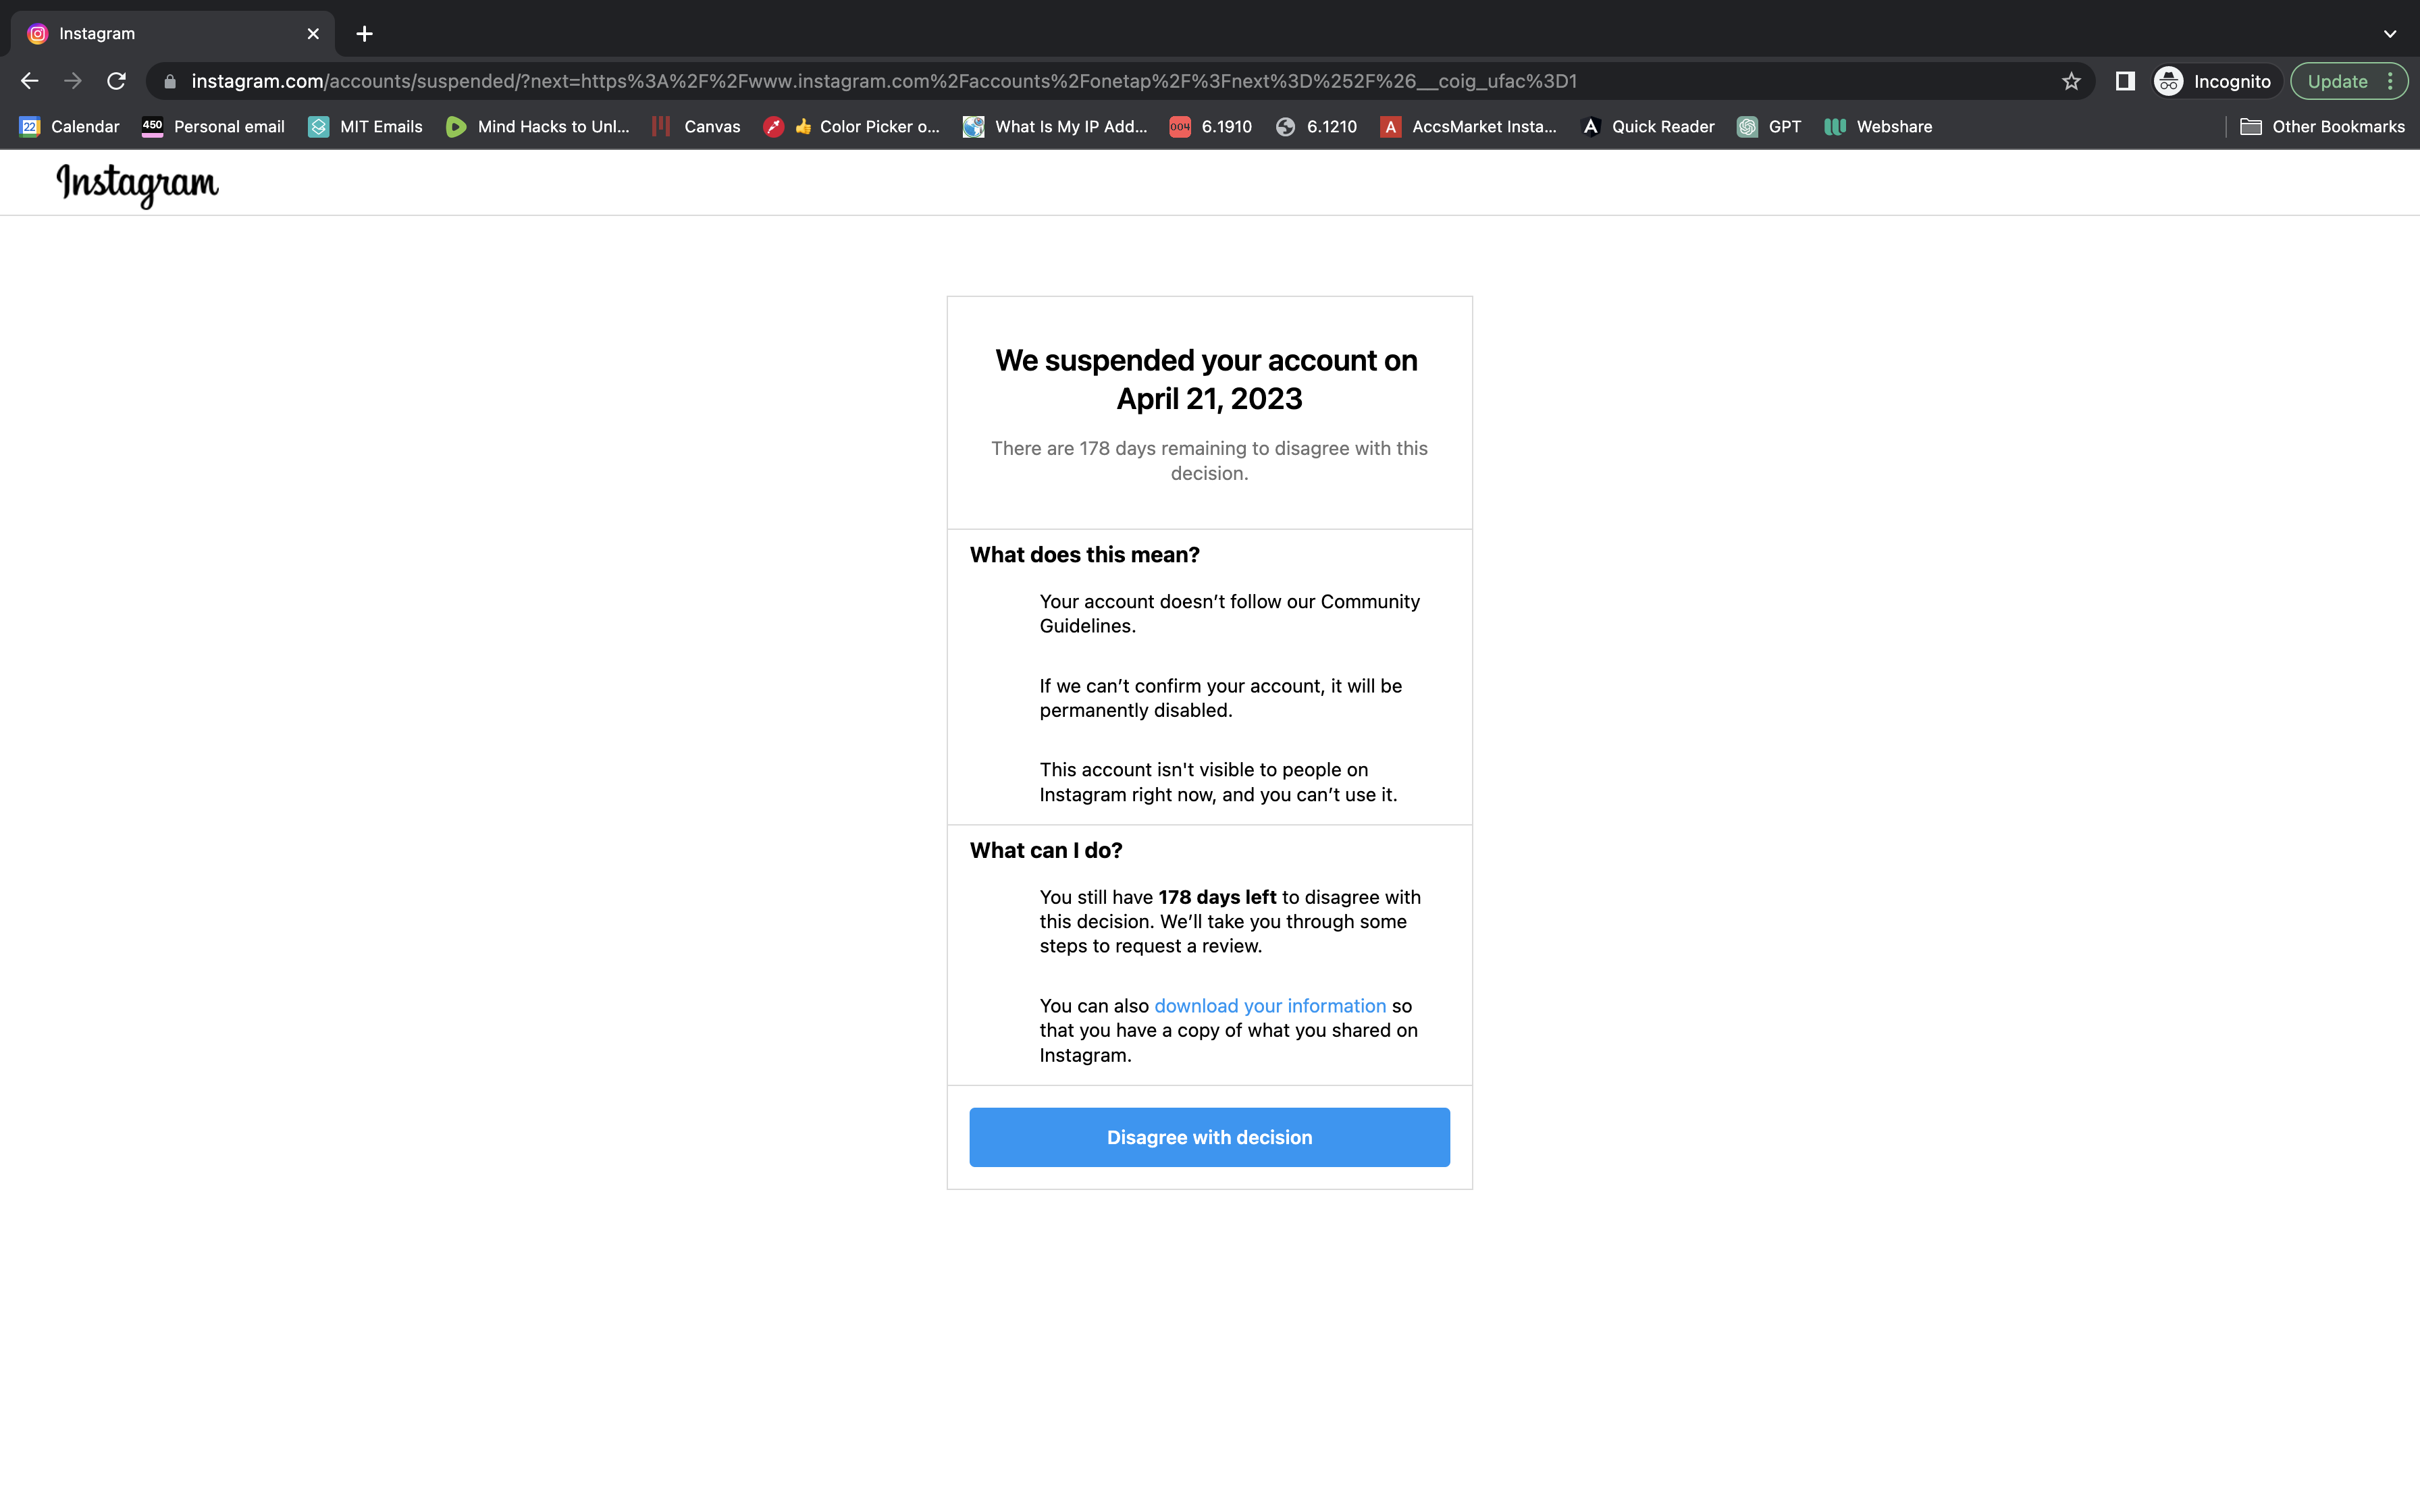 Instagram
instagram.com/accounts/suspended/?next=https%3A%2F%2Fwww.instagram.com%2Faccounts%2Fonetap%2F%3Fnext%3D%252F%26__coig_ufac%3D1
Incognito
Update
22 Calendar 450 Personal email MIT Emails Mind Hacks to Unl... Canvas 👍 Color Picker o... What Is My IP Add... 004 6.1910 6.1210 A AccsMarket Insta... A Quick Reader GPT Webshare Other Bookmarks
Instagram
We suspended your account on
April 21, 2023
There are 178 days remaining to disagree with this
decision.
What does this mean?
Your account doesn’t follow our Community
Guidelines.
If we can’t confirm your account, it will be
permanently disabled.
This account isn't visible to people on
Instagram right now, and you can’t use it.
What can I do?
You still have 178 days left to disagree with
this decision. We’ll take you through some
steps to request a review.
You can also download your information so
that you have a copy of what you shared on
Instagram.
Disagree with decision